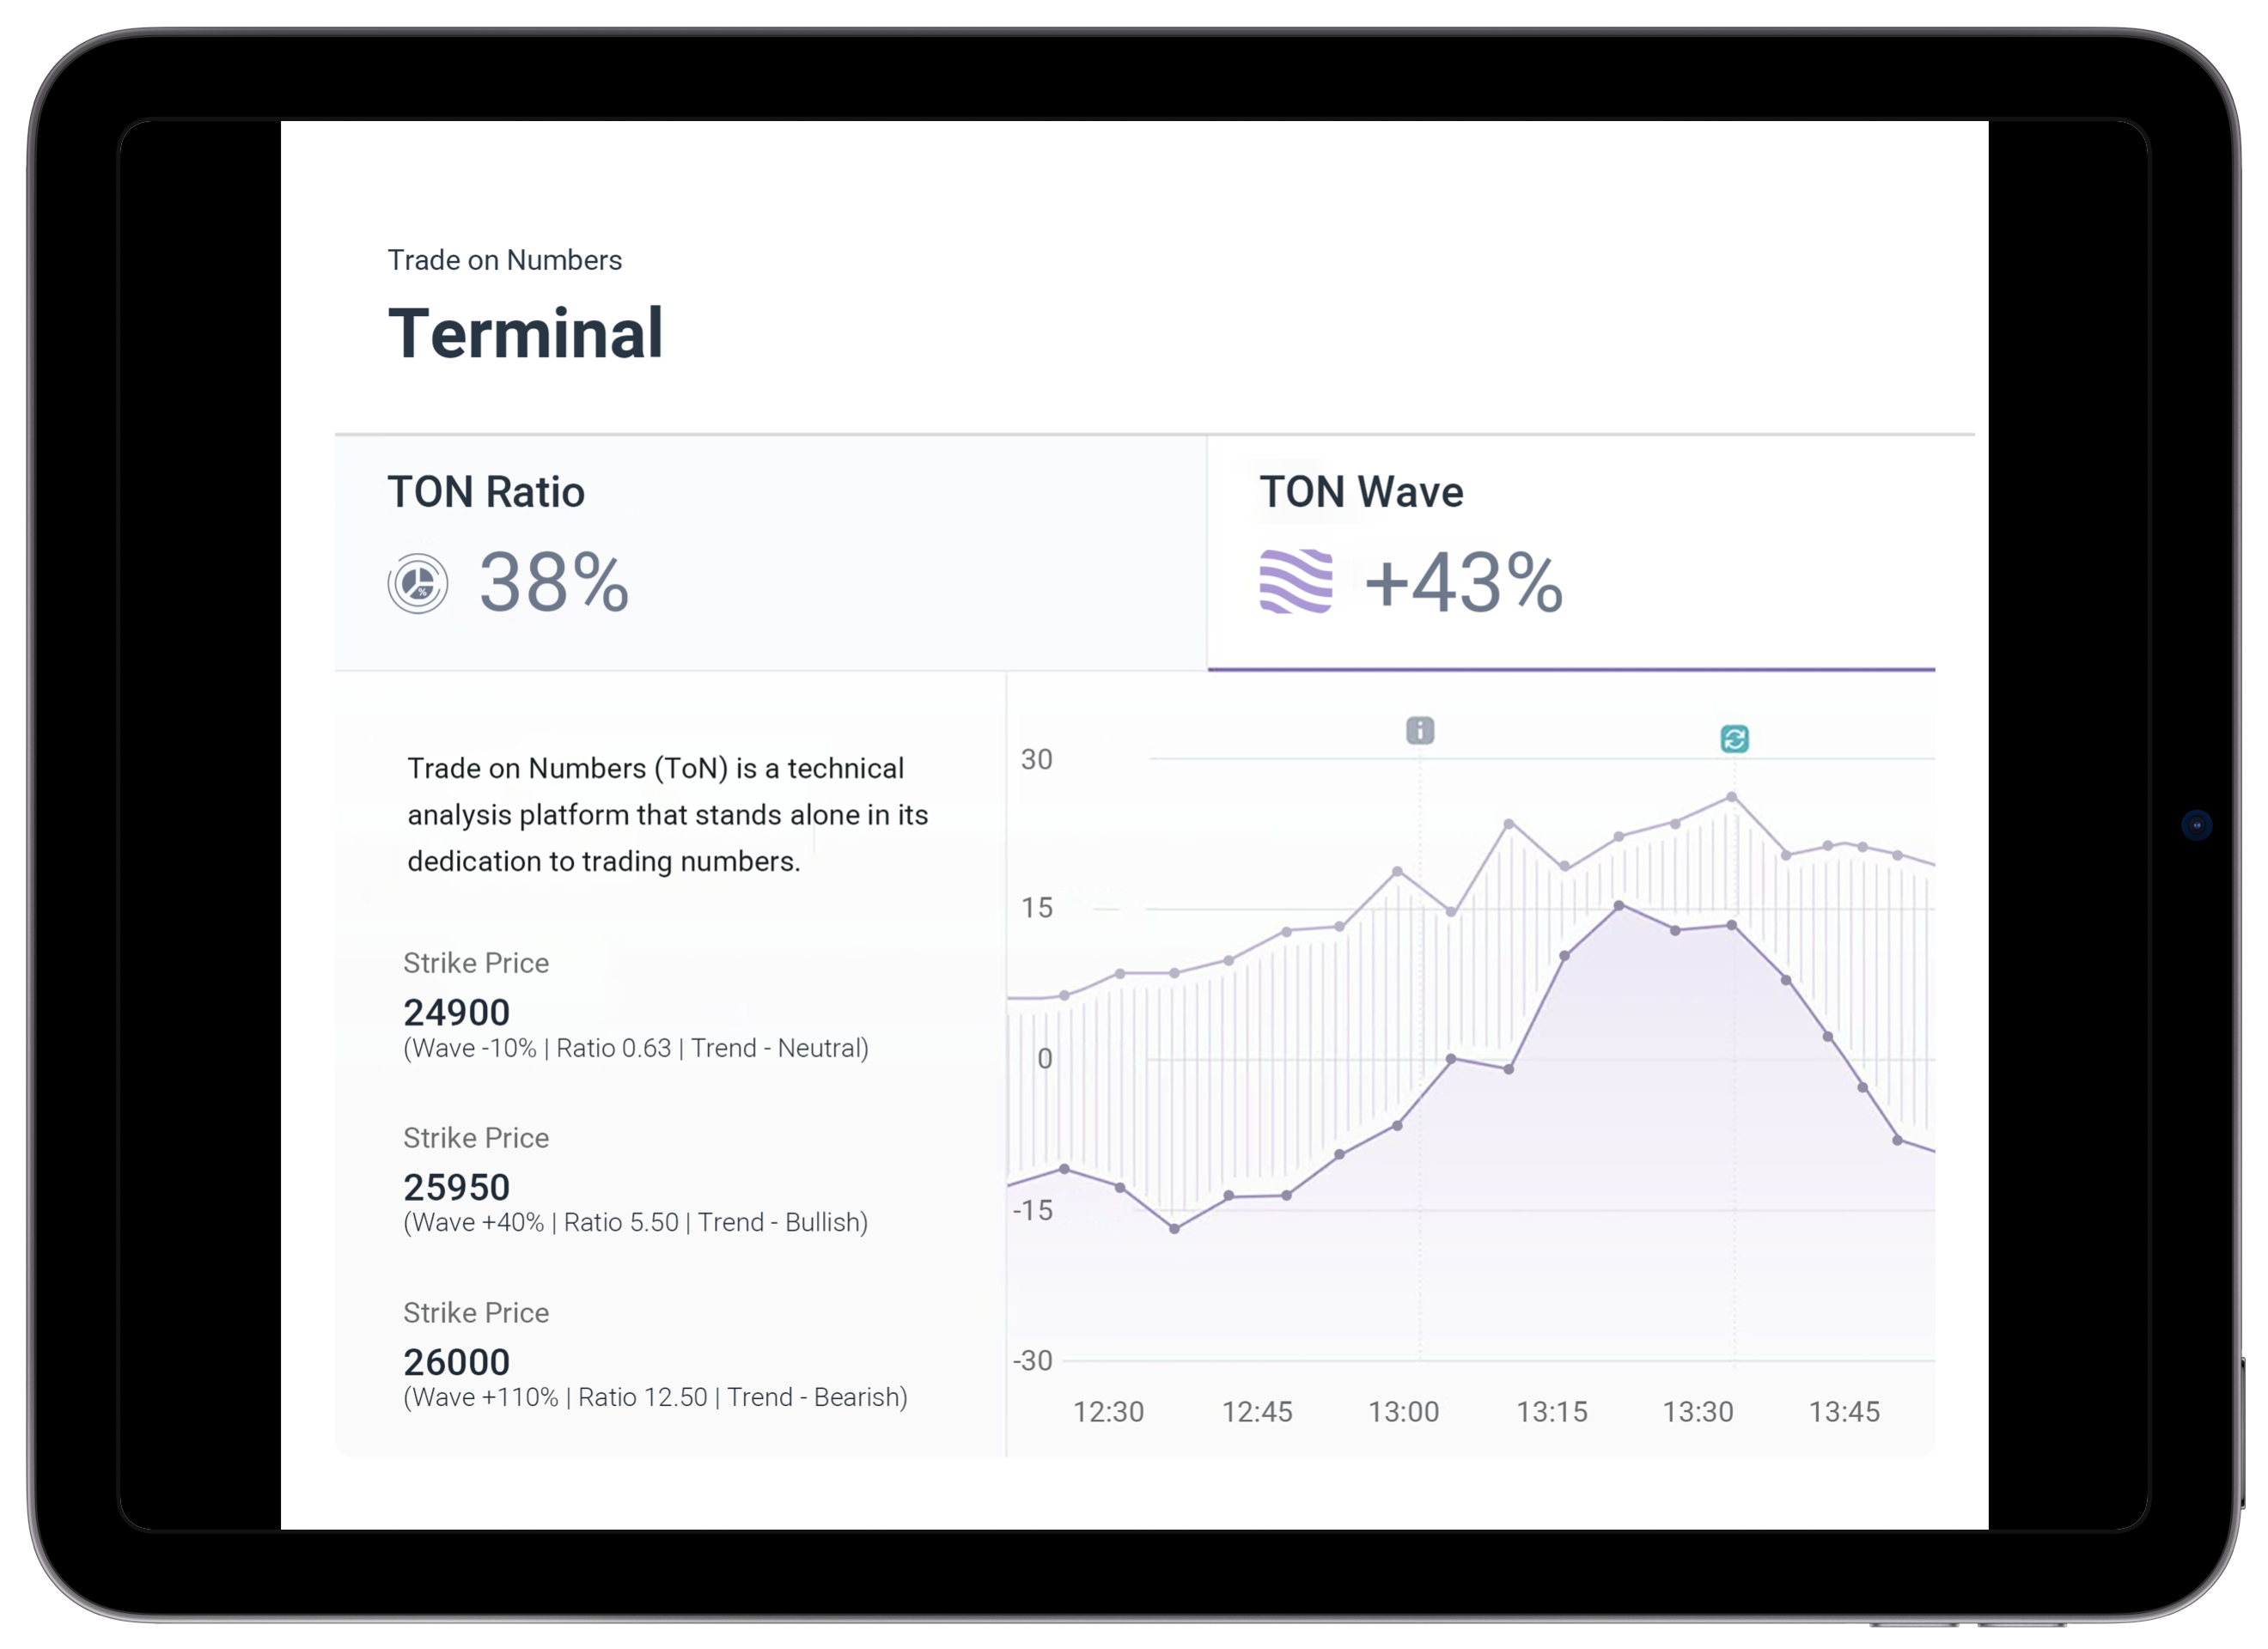 Trade on Numbers
Terminal
TON Ratio
38%
TON Wave
+43%
Trade on Numbers (ToN) is a technical
analysis platform that stands alone in its
dedication to trading numbers.
Strike Price
24900
(Wave -10% | Ratio 0.63 | Trend - Neutral)
Strike Price
25950
(Wave +40% | Ratio 5.50 | Trend - Bullish)
Strike Price
26000
(Wave +110% | Ratio 12.50 | Trend - Bearish)
30
15
0
-15
-30
12:30 12:45 13:00 13:15 13:30 13:45